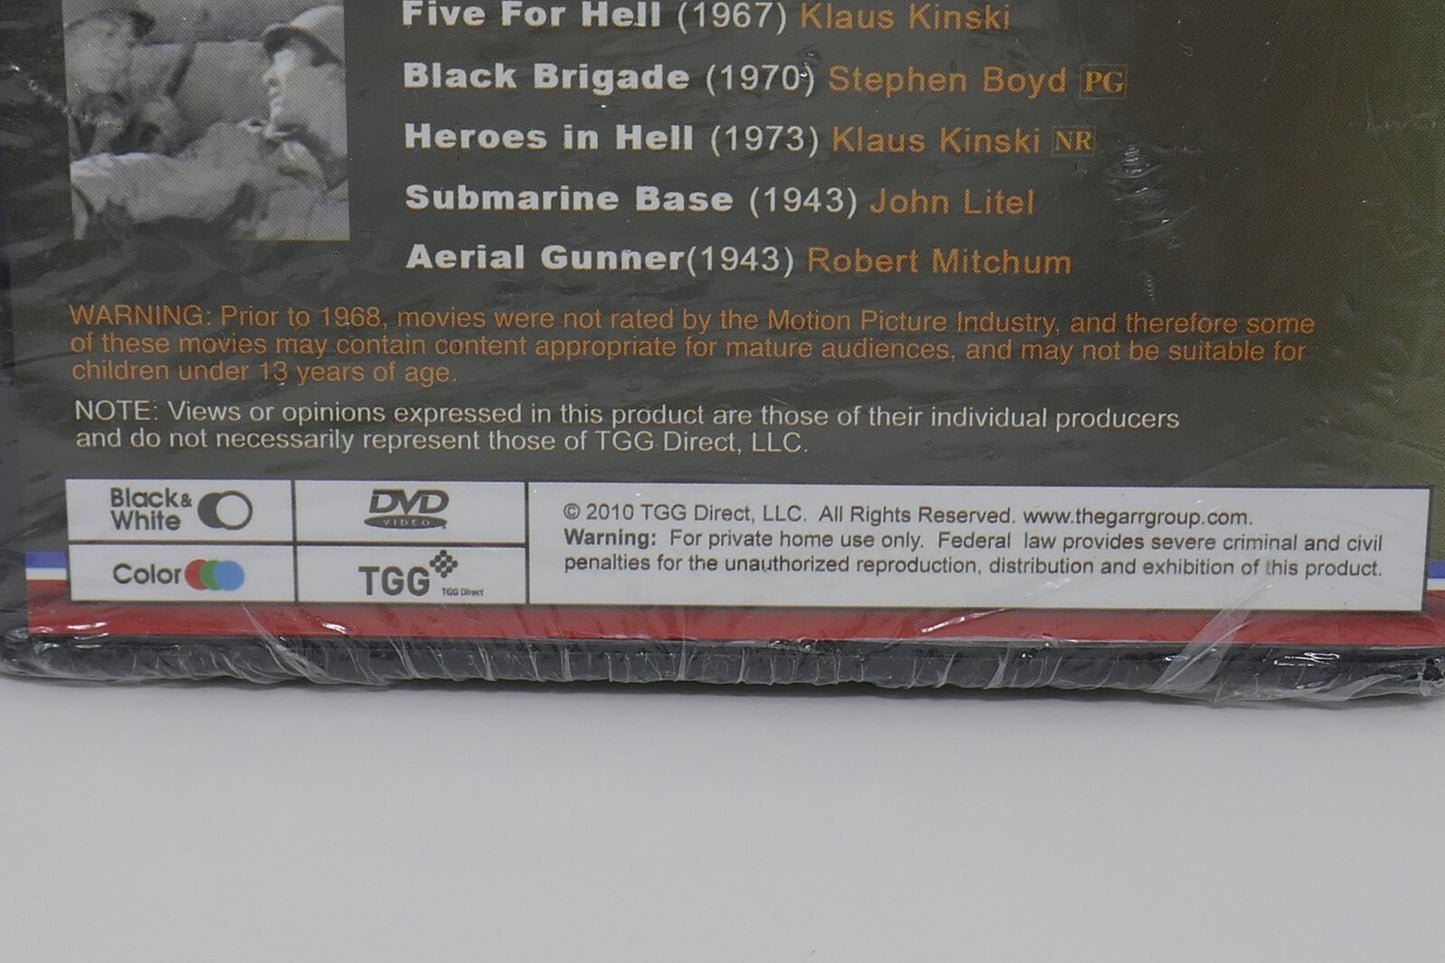 Five For Hell (1967) Klaus Kinski
Black Brigade (1970) Stephen Boyd PG
Heroes in Hell (1973) Klaus Kinski NR
Submarine Base (1943) John Litel
Aerial Gunner(1943) Robert Mitchum
WARNING: Prior to 1968, movies were not rated by the Motion Picture Industry, and therefore some
of these movies may contain content appropriate for mature audiences, and may not be suitable for
children under 13 years of age.
NOTE: Views or opinions expressed in this product are those of their individual producers
and do not necessarily represent those of TGG Direct, LLC.
Black&
White
DVD
VIDEO
Color
TGG
TGG Direct
© 2010 TGG Direct, LLC. All Rights Reserved. www.thegarrgroup.com.
Warning: For private home use only. Federal law provides severe criminal and civil
penalties for the unauthorized reproduction, distribution and exhibition of this product.